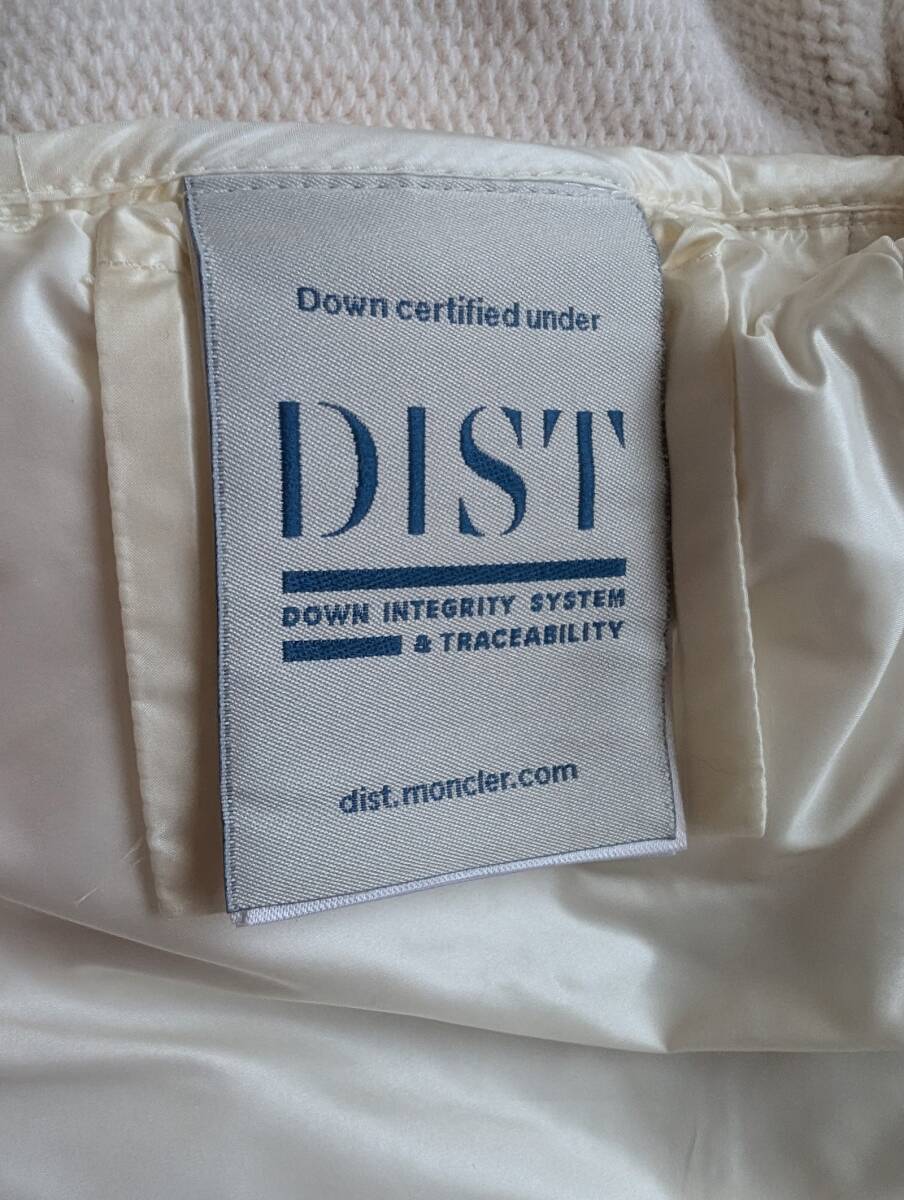 Down certified under
DIST
DOWN INTEGRITY SYSTEM
& TRACEABILITY
dist.moncler.com